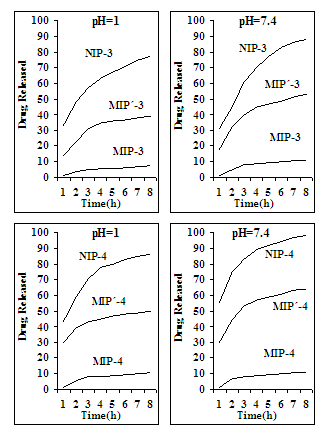 pH=1
Drug Released
100
90
80
70
60
50
40
30
20
10
0
NIP-3
MIP´-3
MIP-3
1 2 3 4 5 6 7 8
Time(h)
pH=7.4
Drug Released
100
90
80
70
60
50
40
30
20
10
0
NIP-3
MIP´-3
MIP-3
1 2 3 4 5 6 7 8
Time(h)
pH=1
Drug Released
100
90
80
70
60
50
40
30
20
10
0
NIP-4
MIP´-4
MIP-4
1 2 3 4 5 6 7 8
Time(h)
pH=7.4
Drug Released
100
90
80
70
60
50
40
30
20
10
0
NIP-4
MIP´-4
MIP-4
1 2 3 4 5 6 7 8
Time(h)